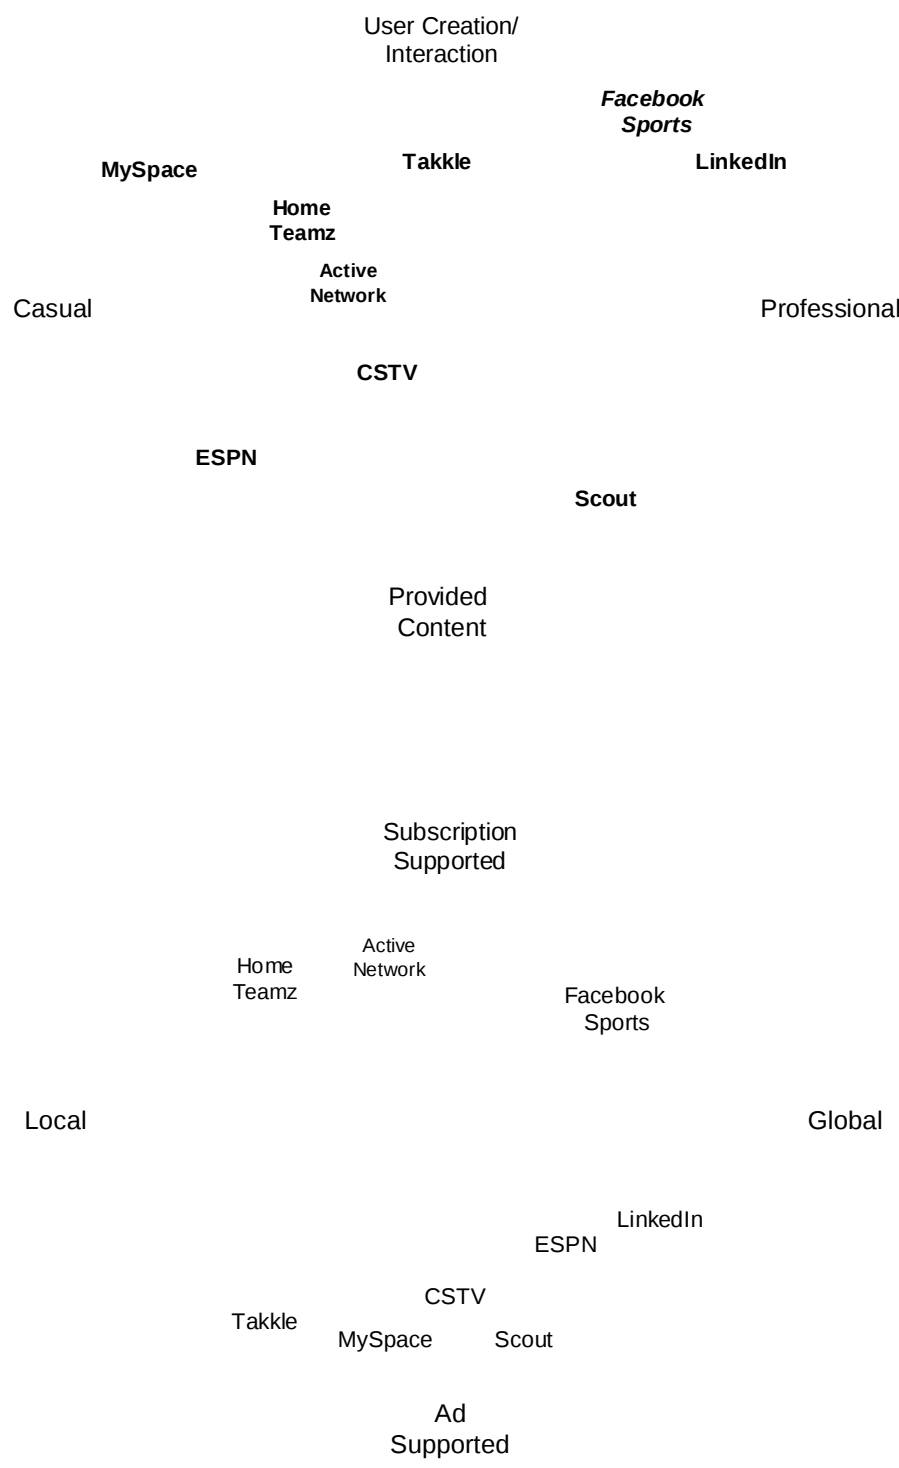 User Creation/
Interaction
Facebook
Sports
MySpace Takkle LinkedIn
Home
Teamz
Active
Network
Casual Professional
CSTV
ESPN
Scout
Provided
Content
Subscription
Supported
Active
Home Network
Teamz
Facebook
Sports
Local Global
LinkedIn
ESPN
CSTV
Takkle
MySpace Scout
Ad
Supported